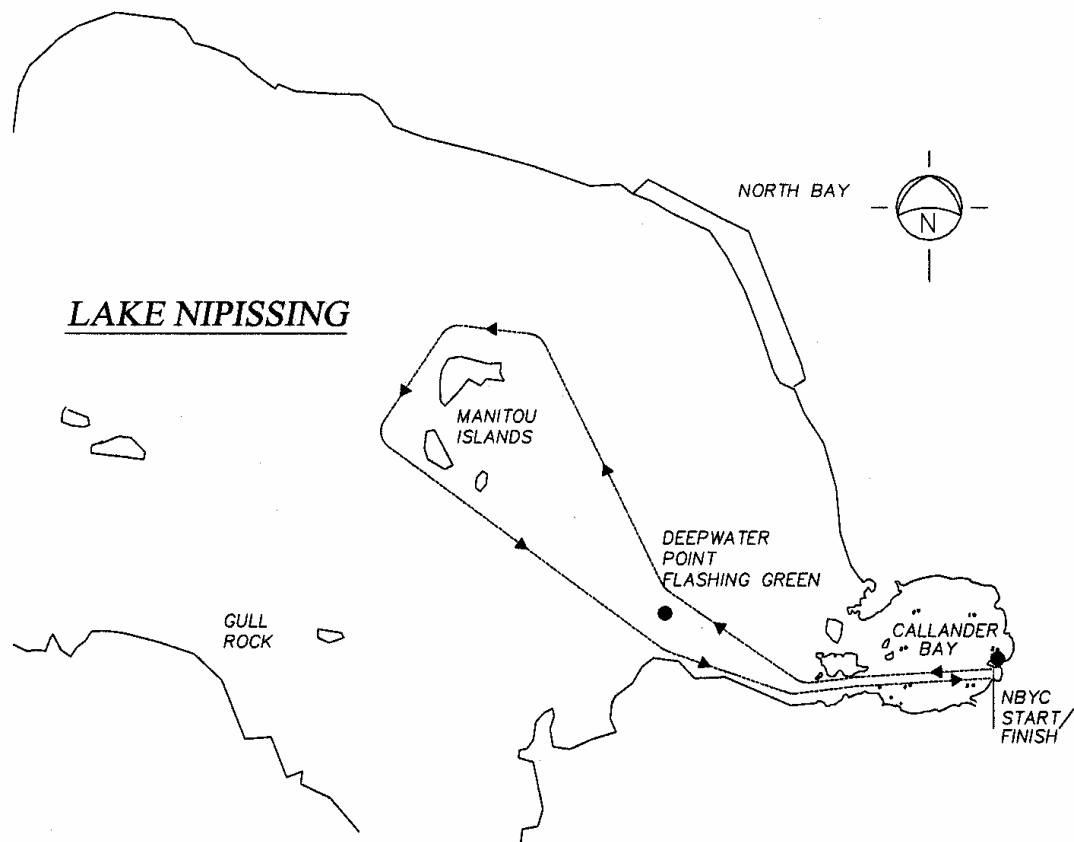 NORTH BAY
N
LAKE NIPISSING
MANITOU
ISLANDS
DEEPWATER
POINT
FLASHING GREEN
GULL
ROCK
CALLANDER
BAY
NBYC
START/
FINISH